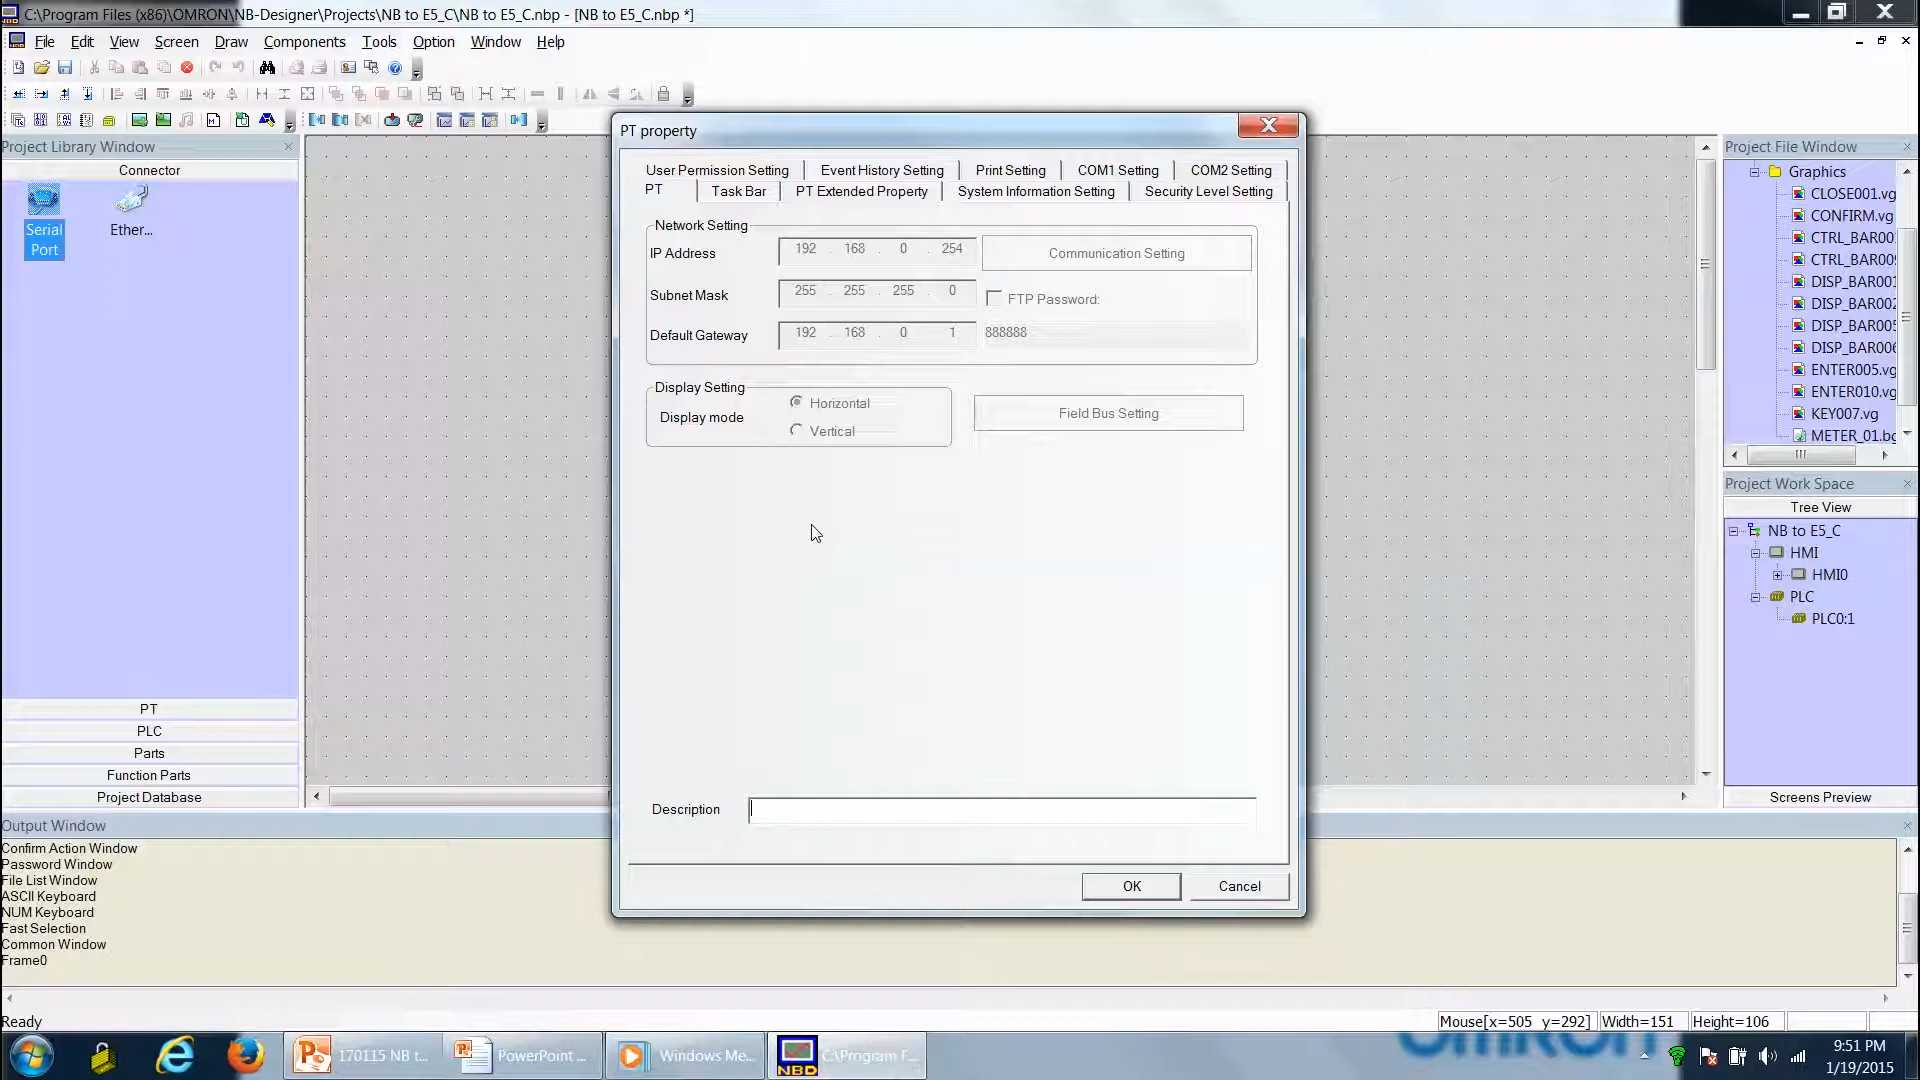 C:\Program Files (x86)\OMRON\NB-Designer\Projects\NB to E5_C\NB to E5_C.nbp - [NB to E5_C.nbp *]
File Edit View Screen Draw Components Tools Option Window Help
Project Library Window
Connector
Serial Port
Ether...
PT
PLC
Parts
Function Parts
Project Database
PT property
User Permission Setting Event History Setting Print Setting COM1 Setting COM2 Setting
PT Task Bar PT Extended Property System Information Setting Security Level Setting
Network Setting
IP Address 192 . 168 . 0 . 254 Communication Setting
Subnet Mask 255 . 255 . 255 . 0 FTP Password:
Default Gateway 192 . 168 . 0 . 1 888888
Display Setting
Display mode Horizontal
Vertical
Field Bus Setting
Description
OK Cancel
Project File Window
Graphics
CLOSE001.vg
CONFIRM.vg
CTRL_BAR00
CTRL_BAR00
DISP_BAR001
DISP_BAR002
DISP_BAR005
DISP_BAR006
ENTER005.vg
ENTER010.vg
KEY007.vg
METER_01.bg
Project Work Space
Tree View
NB to E5_C
HMI
HMI0
PLC
PLC0:1
Screens Preview
Output Window
Confirm Action Window
Password Window
File List Window
ASCII Keyboard
NUM Keyboard
Fast Selection
Common Window
Frame0
Ready
Mouse[x=505 y=292] Width=151 Height=106
170115 NB t... PowerPoint ... Windows Me... C:\Program F...
NBD
9:51 PM
1/19/2015